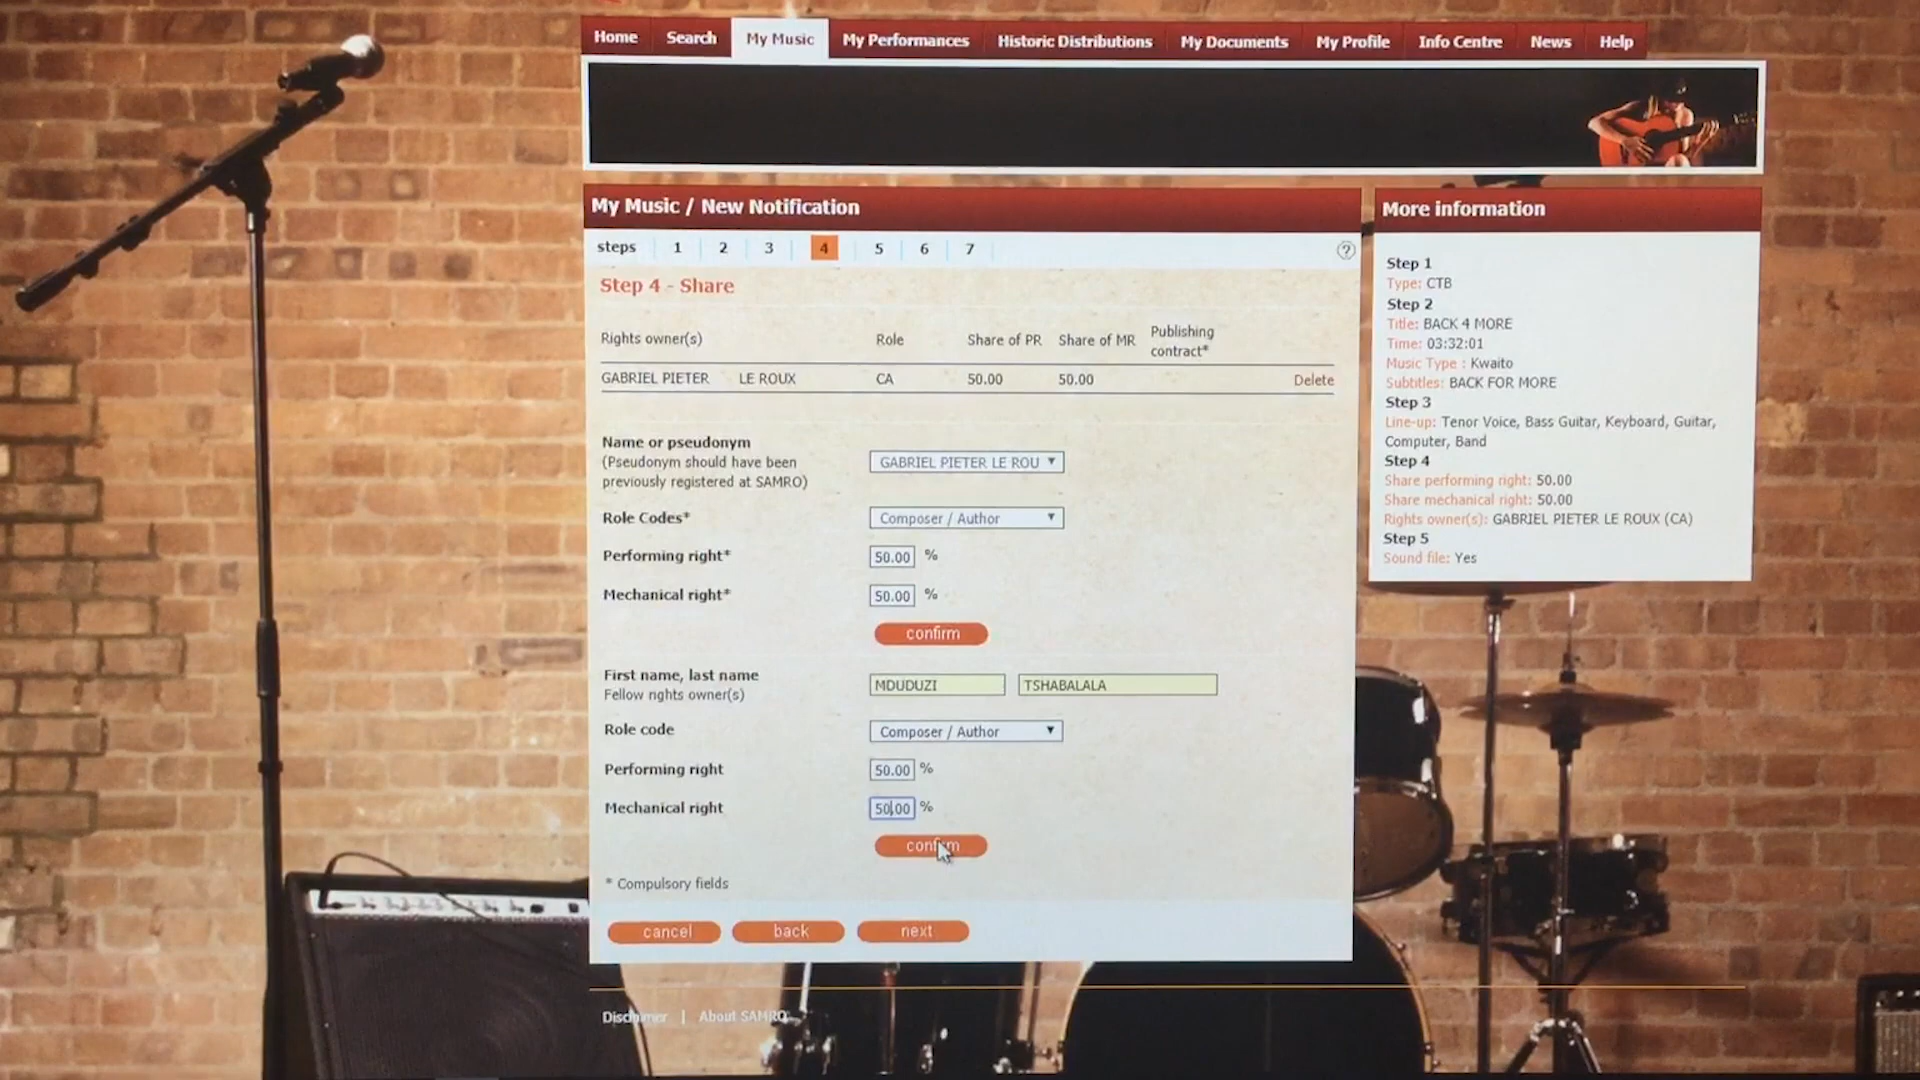 Home Search My Music My Performances Historic Distributions My Documents My Profile Info Centre News Help
My Music / New Notification
steps 1 2 3 4 5 6 7 ?
Step 4 - Share
Rights owner(s) Role Share of PR Share of MR Publishing contract*
GABRIEL PIETER LE ROUX CA 50.00 50.00 Delete
Name or pseudonym
(Pseudonym should have been
previously registered at SAMRO)
GABRIEL PIETER LE ROU
Role Codes* Composer / Author
Performing right* 50.00 %
Mechanical right* 50.00 %
confirm
First name, last name
Fellow rights owner(s)
MDUDUZI TSHABALALA
Role code Composer / Author
Performing right 50.00 %
Mechanical right 50.00 %
confirm
* Compulsory fields
cancel back next
Disclaimer | About SAMRO
More information
Step 1
Type: CTB
Step 2
Title: BACK 4 MORE
Time: 03:32:01
Music Type : Kwaito
Subtitles: BACK FOR MORE
Step 3
Line-up: Tenor Voice, Bass Guitar, Keyboard, Guitar,
Computer, Band
Step 4
Share performing right: 50.00
Share mechanical right: 50.00
Rights owner(s): GABRIEL PIETER LE ROUX (CA)
Step 5
Sound file: Yes